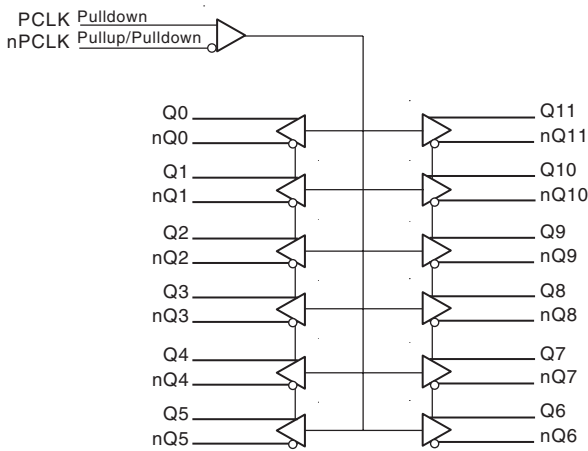 PCLK Pulldown
nPCLK Pullup/Pulldown
Q0
nQ0
Q1
nQ1
Q2
nQ2
Q3
nQ3
Q4
nQ4
Q5
nQ5
Q11
nQ11
Q10
nQ10
Q9
nQ9
Q8
nQ8
Q7
nQ7
Q6
nQ6